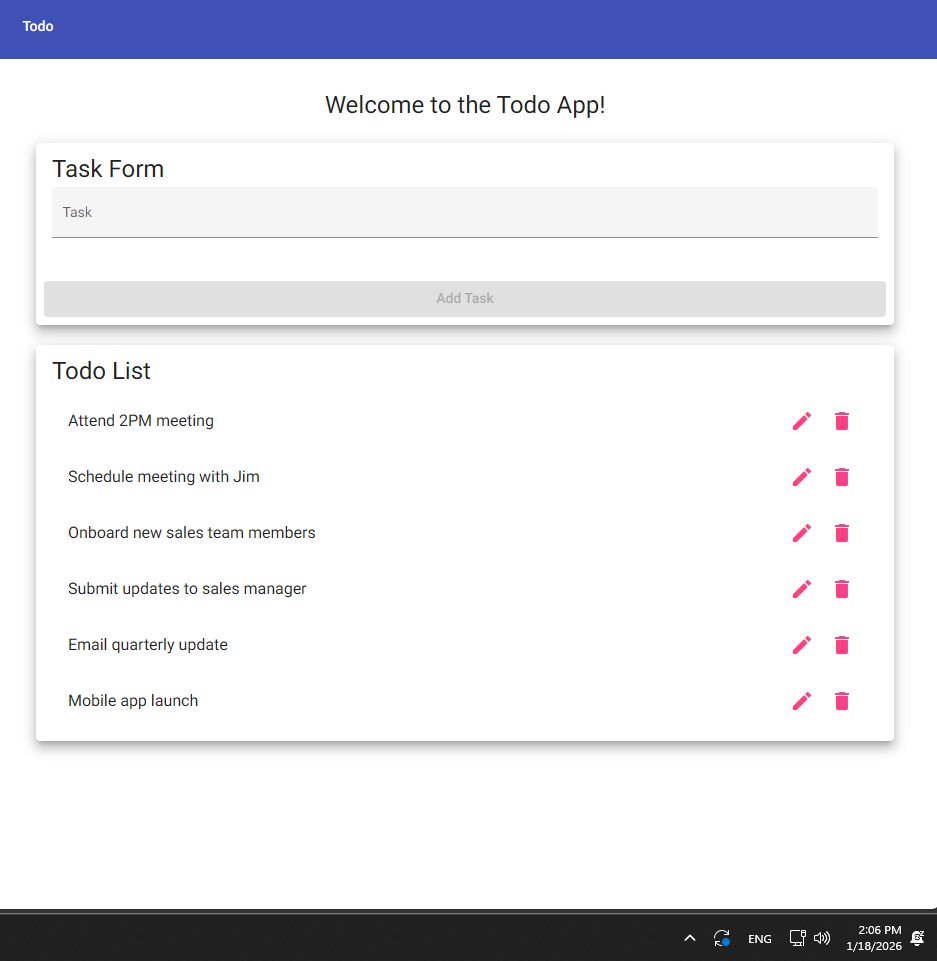 Todo
Welcome to the Todo App!
Task Form
Task
Add Task
Todo List
Attend 2PM meeting
Schedule meeting with Jim
Onboard new sales team members
Submit updates to sales manager
Email quarterly update
Mobile app launch
ENG
2:06 PM
1/18/2026